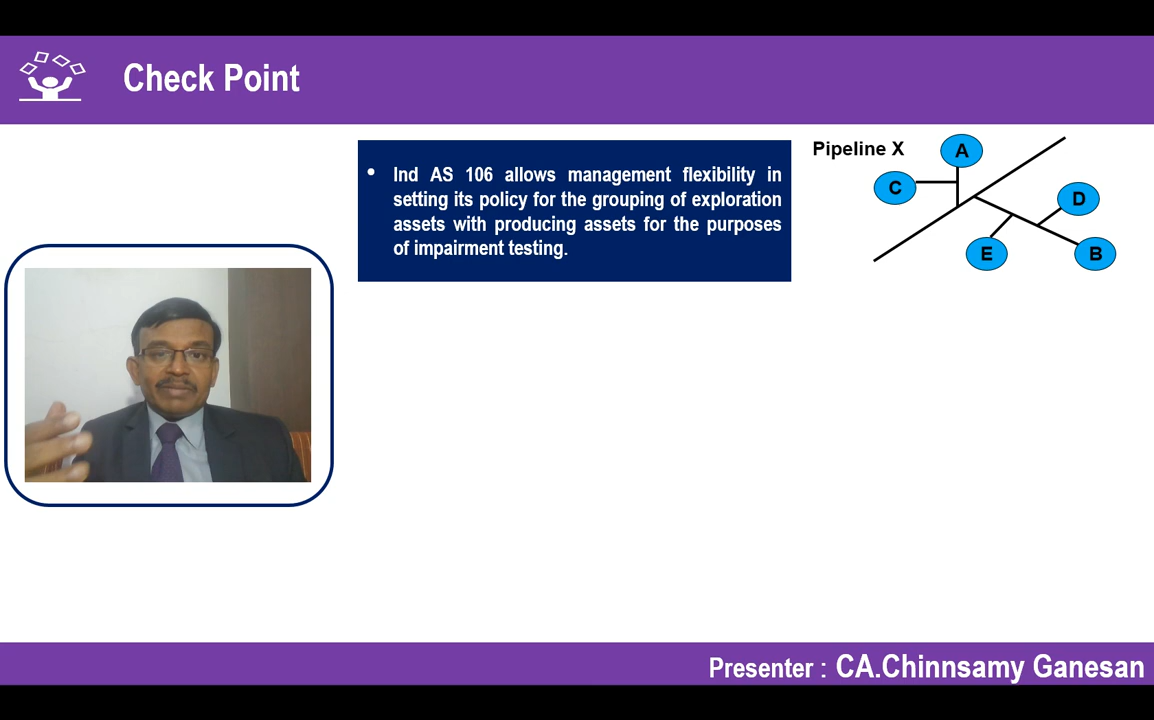 Check Point
• Ind AS 106 allows management flexibility in
setting its policy for the grouping of exploration
assets with producing assets for the purposes
of impairment testing.
Pipeline X
A
C
D
E
B
Presenter : CA.Chinnsamy Ganesan